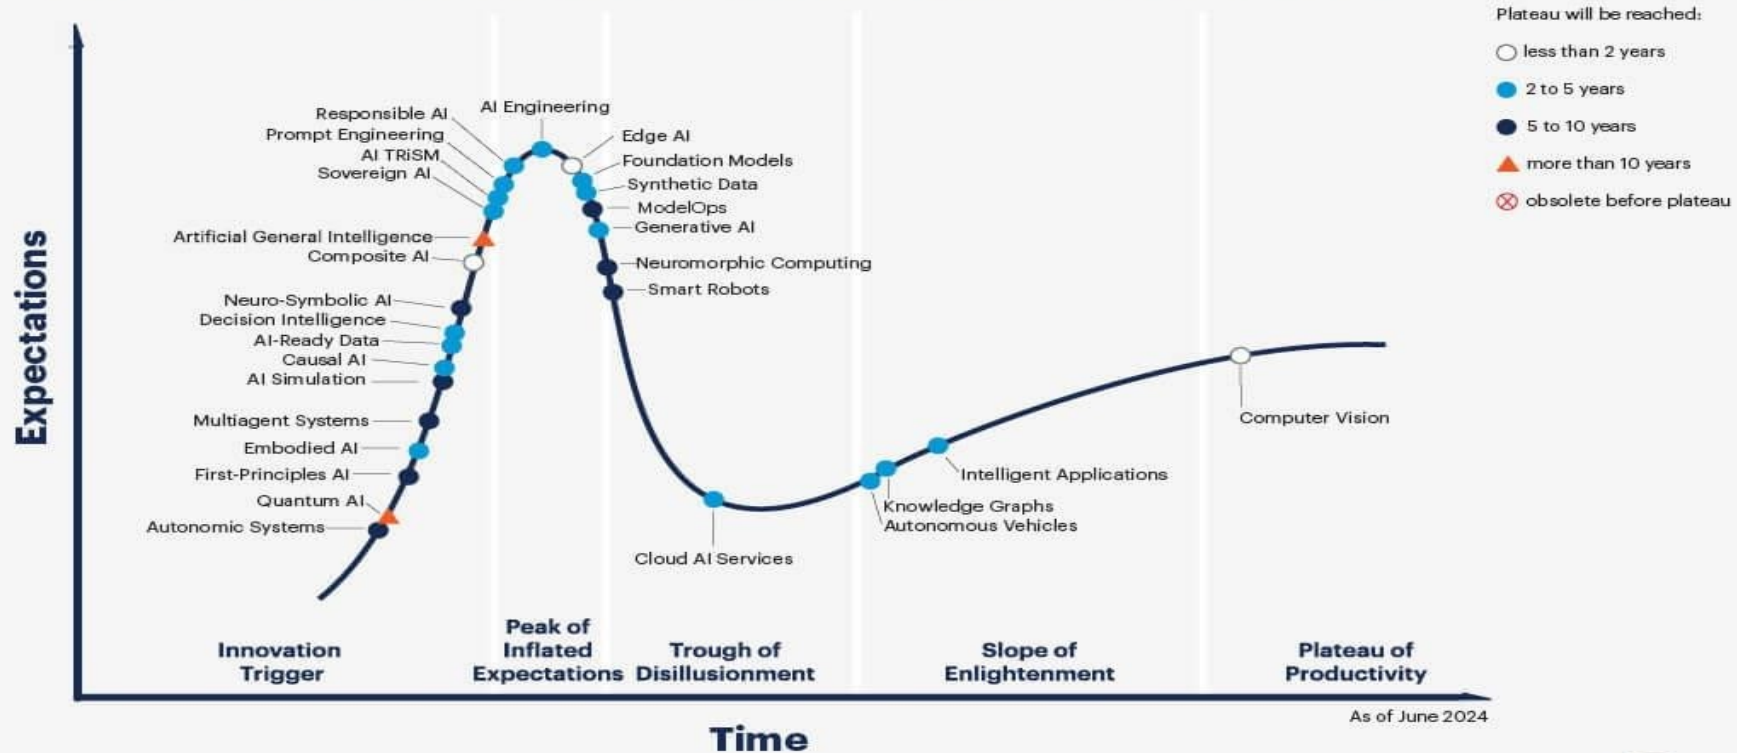 Plateau will be reached:
less than 2 years
2 to 5 years
5 to 10 years
more than 10 years
obsolete before plateau
Expectations
AI Engineering
Responsible AI
Prompt Engineering
AI TRiSM
Sovereign AI
Artificial General Intelligence
Composite AI
Neuro-Symbolic AI
Decision Intelligence
AI-Ready Data
Causal AI
AI Simulation
Multiagent Systems
Embodied AI
First-Principles AI
Quantum AI
Autonomic Systems
Edge AI
Foundation Models
Synthetic Data
ModelOps
Generative AI
Neuromorphic Computing
Smart Robots
Cloud AI Services
Computer Vision
Intelligent Applications
Knowledge Graphs
Autonomous Vehicles
Innovation
Trigger
Peak of
Inflated
Expectations
Trough of
Disillusionment
Slope of
Enlightenment
Plateau of
Productivity
As of June 2024
Time